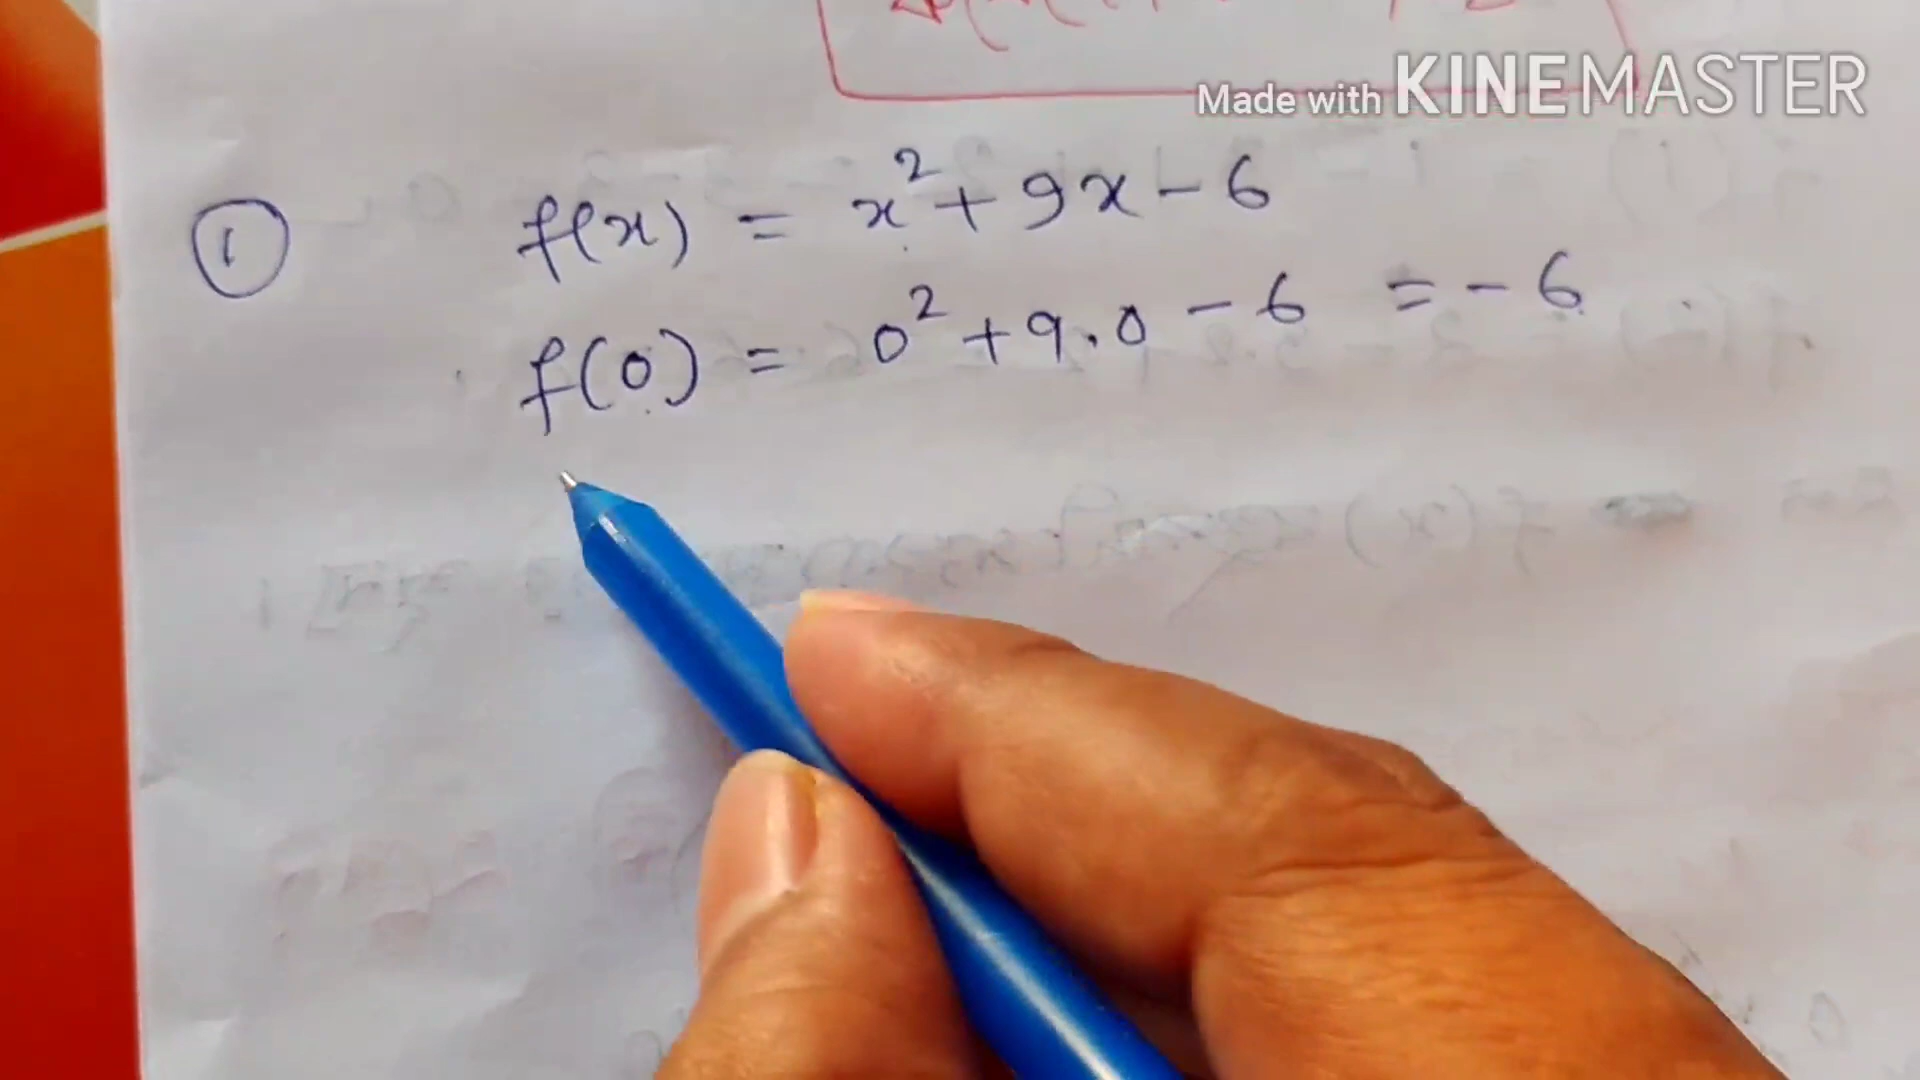 Made with KINEMASTER
① f(x) = x² + 9x - 6
f(0) = 0² + 9.0 - 6 = - 6